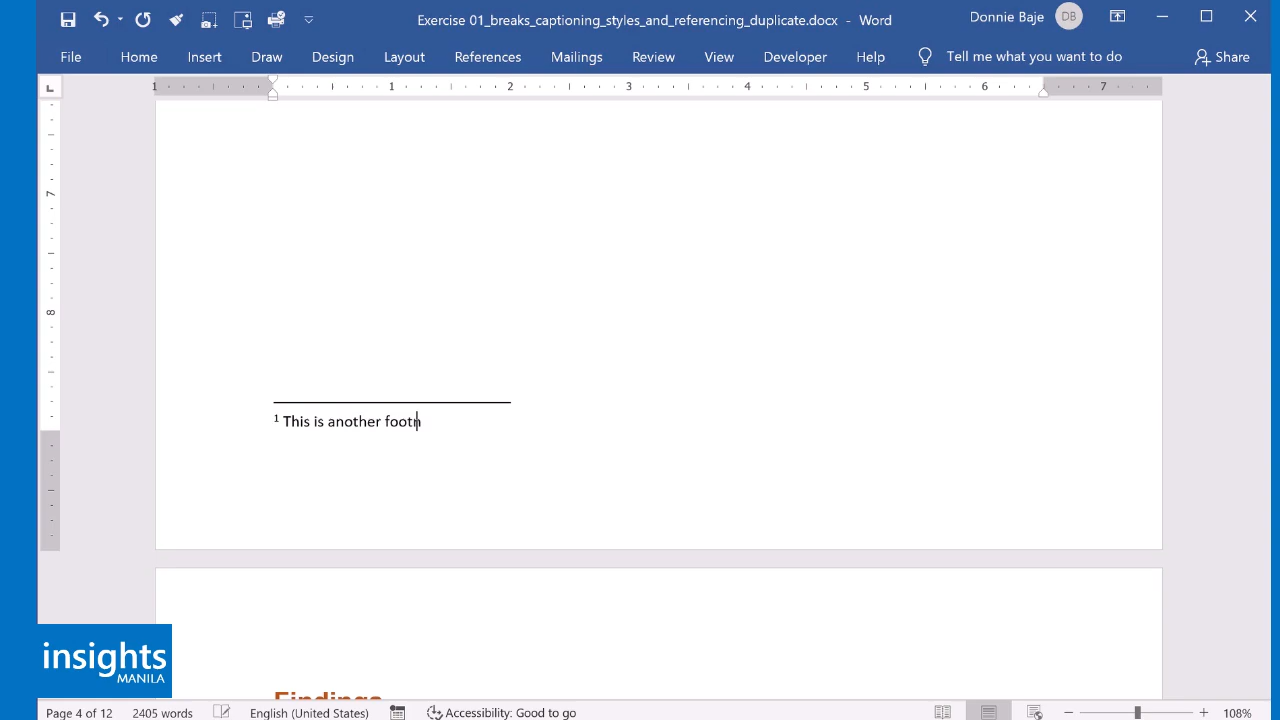 Exercise 01_breaks_captioning_styles_and_referencing_duplicate.docx - Word
Donnie Baje DB
File Home Insert Draw Design Layout References Mailings Review View Developer Help Tell me what you want to do Share
1 1 2 3 4 5 6 7
7
8
1 This is another footn
Findings
insights
MANILA
Page 4 of 12 2405 words English (United States) Accessibility: Good to go 108%